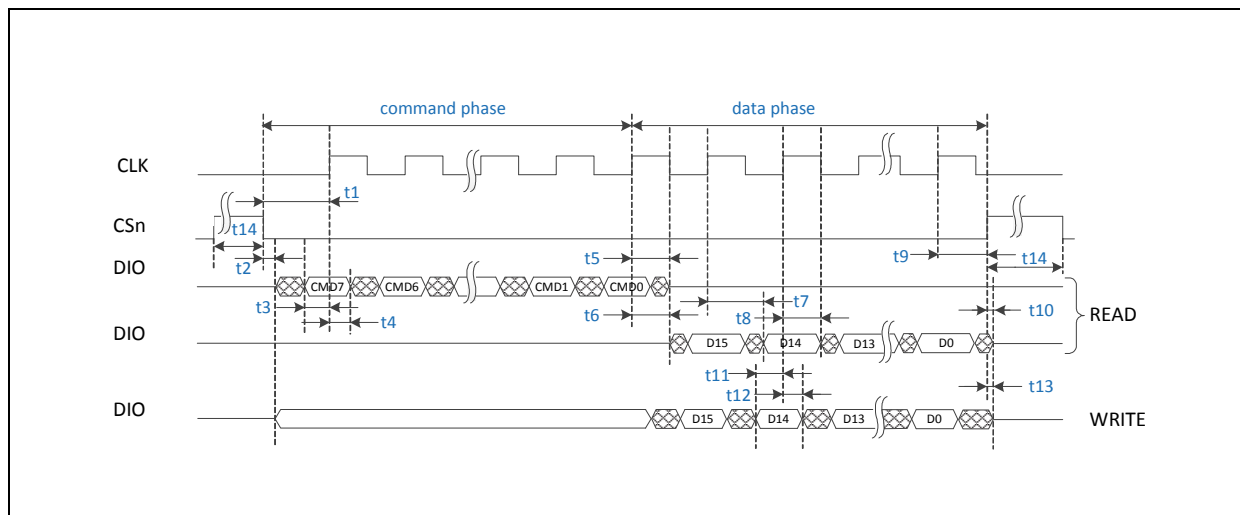 command phase data phase
CLK
t1
CSn
t14
t2 t5 t9 t14
DIO
CMD7 CMD6 CMD1 CMD0
t3 t4 t6 t7 t8 t10 READ
DIO
D15 D14 D13 D0
t11 t12 t13
DIO
D15 D14 D13 D0 WRITE